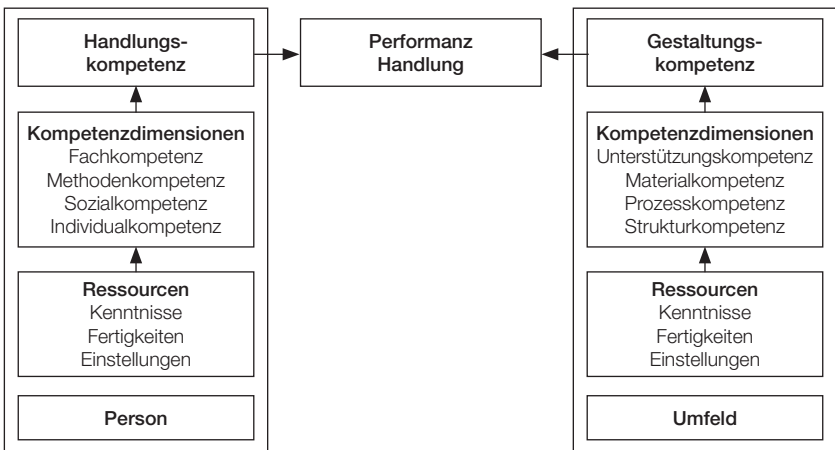 Handlungs-
kompetenz
Kompetenzdimensionen
Fachkompetenz
Methodenkompetenz
Sozialkompetenz
Individualkompetenz
Ressourcen
Kenntnisse
Fertigkeiten
Einstellungen
Person
Performanz
Handlung
Gestaltungs-
kompetenz
Kompetenzdimensionen
Unterstützungskompetenz
Materialkompetenz
Prozesskompetenz
Strukturkompetenz
Ressourcen
Kenntnisse
Fertigkeiten
Einstellungen
Umfeld